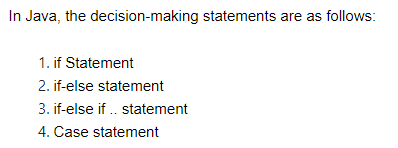 In Java, the decision-making statements are as follows:
1. if Statement
2. if-else statement
3. if-else if .. statement
4. Case statement